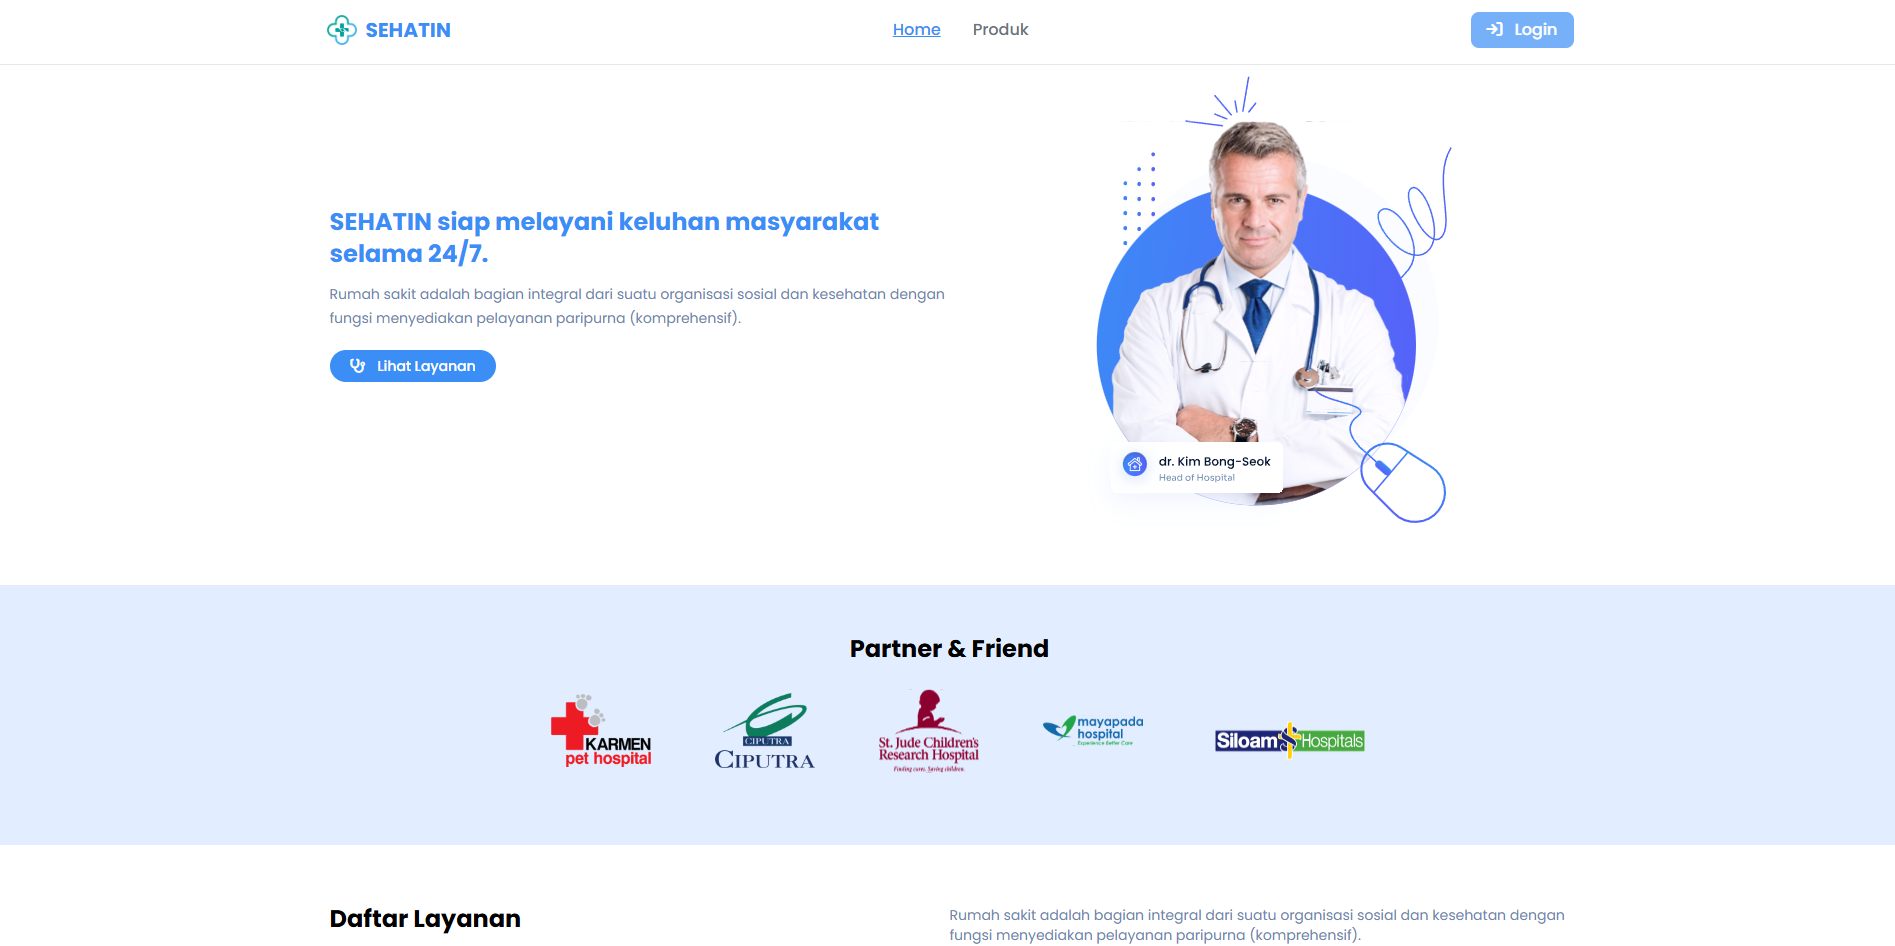 SEHATIN
Home
Produk
Login
SEHATIN siap melayani keluhan masyarakat
selama 24/7.
Rumah sakit adalah bagian integral dari suatu organisasi sosial dan kesehatan dengan
fungsi menyediakan pelayanan paripurna (komprehensif).
Lihat Layanan
dr. Kim Bong-Seok
Head of Hospital
Partner & Friend
KARMEN
pet hospital
CIPUTRA
CIPUTRA
St. Jude Children's
Research Hospital
Finding cures. Saving children.
mayapada
hospital
Experience Better Care
Siloam Hospitals
Daftar Layanan
Rumah sakit adalah bagian integral dari suatu organisasi sosial dan kesehatan dengan
fungsi menyediakan pelayanan paripurna (komprehensif).